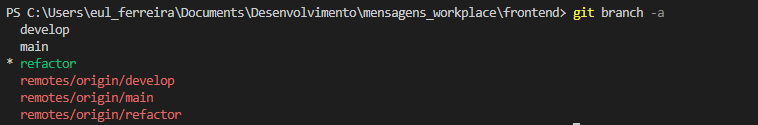 PS C:\Users\eul_ferreira\Documents\Desenvolvimento\mensagens_workplace\frontend> git branch -a
develop
main
* refactor
remotes/origin/develop
remotes/origin/main
remotes/origin/refactor